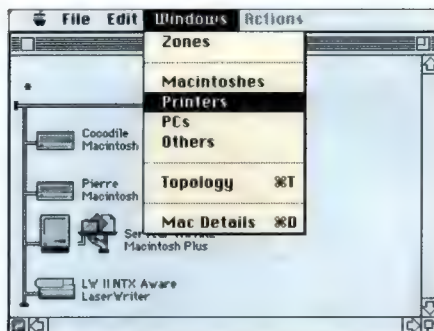 File Edit Windows Actions
Zones
Macintoshes
Printers
PCs
Others
Topology ⌘T
Mac Details ⌘D
*
Cocodile
Macintosh
Pierre
Macintosh
Macintosh Plus
LW II NTX Aware
LaserWriter